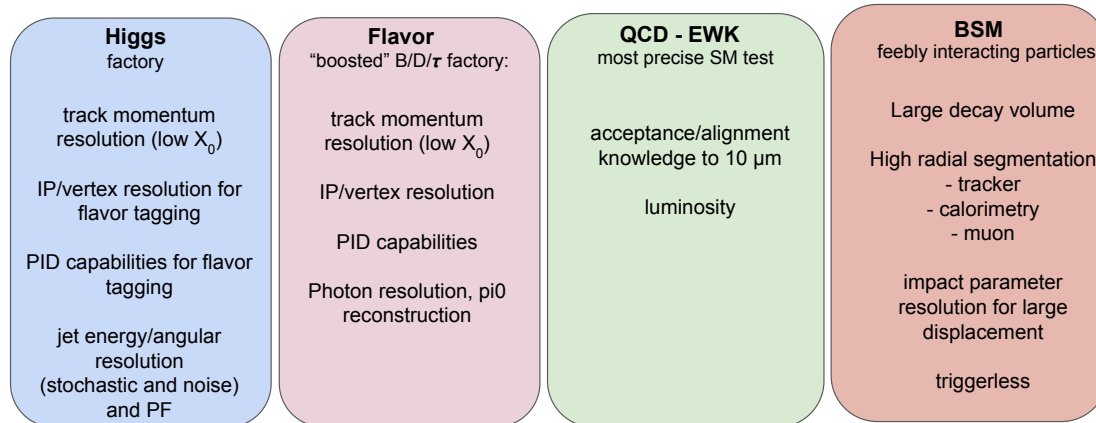 Higgs
factory
track momentum
resolution (low X₀)
IP/vertex resolution for
flavor tagging
PID capabilities for flavor
tagging
jet energy/angular
resolution
(stochastic and noise)
and PF
Flavor
“boosted” B/D/𝝉 factory:
track momentum
resolution (low X₀)
IP/vertex resolution
PID capabilities
Photon resolution, pi0
reconstruction
QCD - EWK
most precise SM test
acceptance/alignment
knowledge to 10 µm
luminosity
BSM
feebly interacting particles
Large decay volume
High radial segmentation
- tracker
- calorimetry
- muon
impact parameter
resolution for large
displacement
triggerless